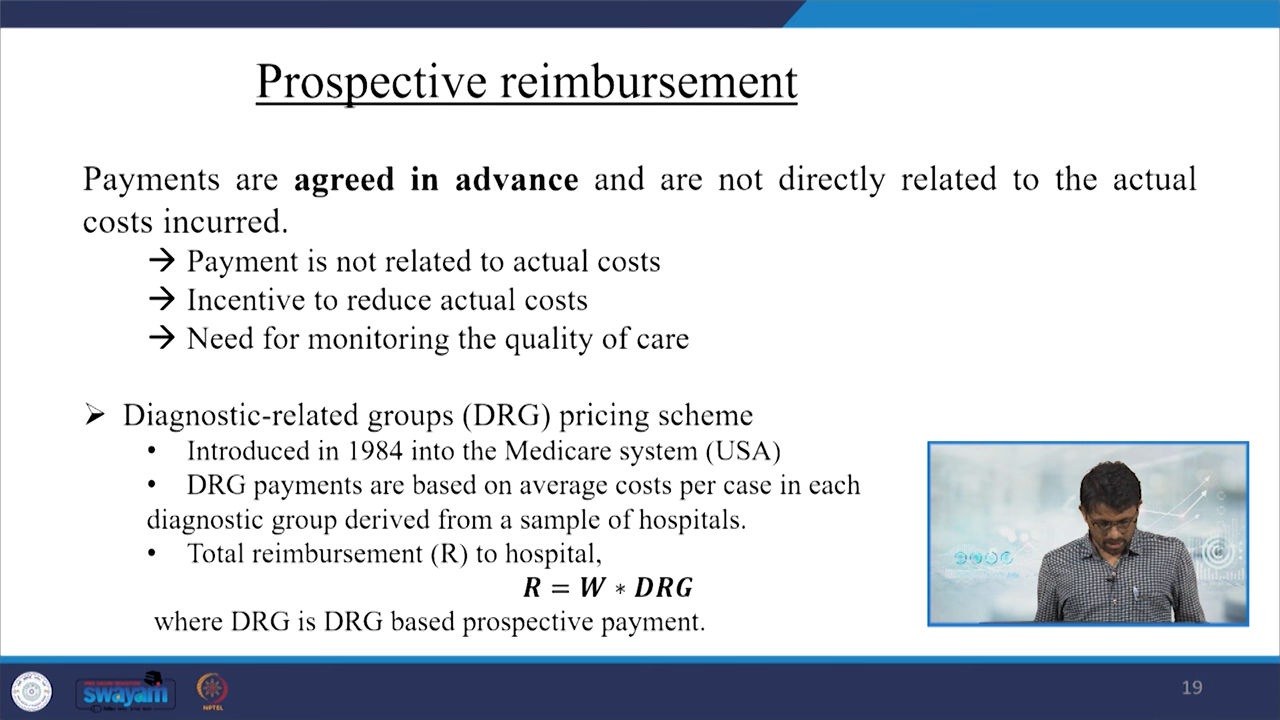 Prospective reimbursement
Payments are agreed in advance and are not directly related to the actual
costs incurred.
→ Payment is not related to actual costs
→ Incentive to reduce actual costs
→ Need for monitoring the quality of care
➢ Diagnostic-related groups (DRG) pricing scheme
• Introduced in 1984 into the Medicare system (USA)
• DRG payments are based on average costs per case in each
diagnostic group derived from a sample of hospitals.
• Total reimbursement (R) to hospital,
R = W * DRG
where DRG is DRG based prospective payment.
swayam
NPTEL
19